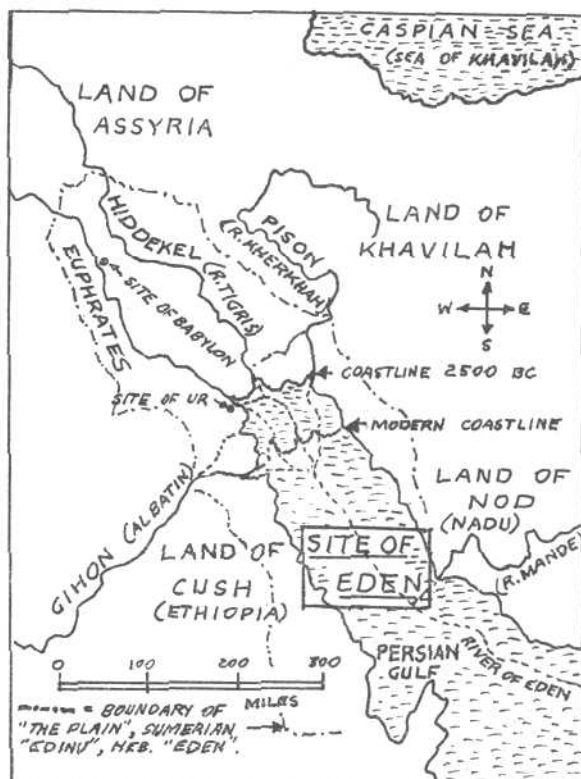 CASPIAN SEA
(SEA OF KHAVILAH)
LAND OF
ASSYRIA
HIDDEKEL (R.TIGRIS)
PISON
(R.KHERKHAH)
LAND OF
KHAVILAH
N
W E
S
EUPHRATES
SITE OF BABYLON
SITE OF UR
COASTLINE 2500 BC
MODERN COASTLINE
LAND OF
NOD
(NADU)
(R.MANDE)
GIHON (ALBATIN)
LAND OF
CUSH
(ETHIOPIA)
SITE OF
EDEN
RIVER OF EDEN
PERSIAN
GULF
0 200 300
MILES
= BOUNDARY OF
"THE PLAIN", SUMERIAN
"EDINU", HEB. "EDEN".